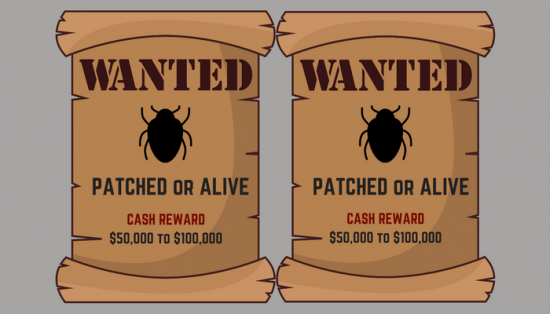 WANTED
PATCHED OR ALIVE
CASH REWARD
$50,000 TO $100,000
WANTED
PATCHED OR ALIVE
CASH REWARD
$50,000 TO $100,000